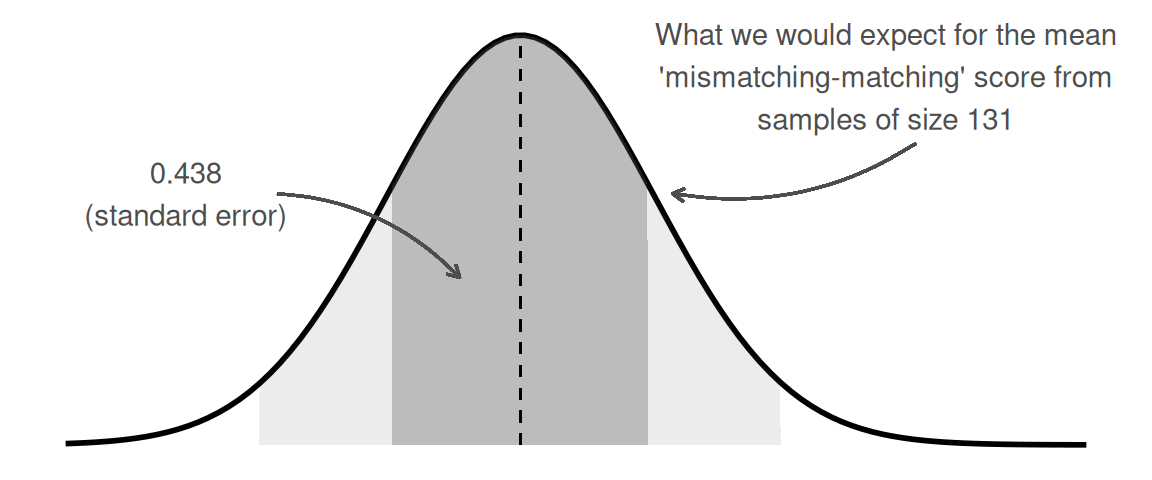 What we would expect for the mean
'mismatching-matching' score from
samples of size 131
0.438
(standard error)